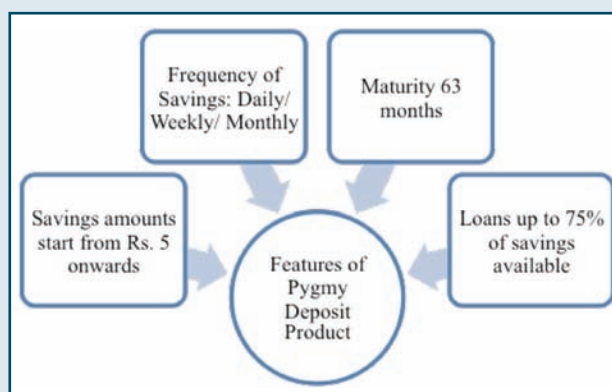 Frequency of
Savings: Daily/
Weekly/ Monthly
Maturity 63
months
Savings amounts
start from Rs. 5
onwards
Loans up to 75%
of savings
available
Features of
Pygmy
Deposit
Product